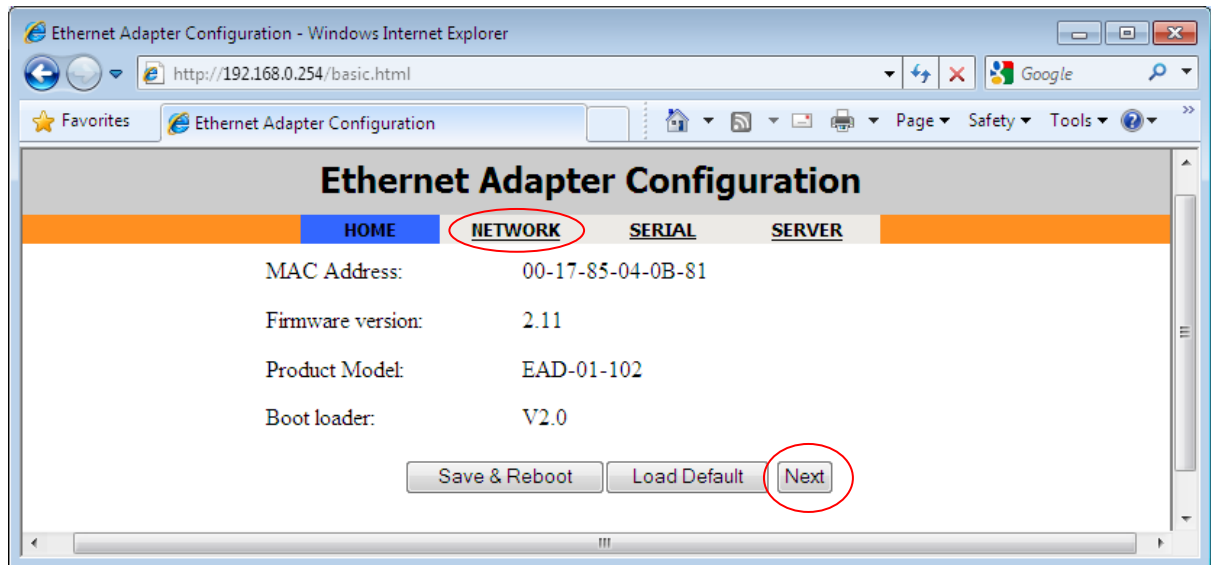 Ethernet Adapter Configuration - Windows Internet Explorer
http://192.168.0.254/basic.html
Google
Favorites
Ethernet Adapter Configuration
Page Safety Tools
Ethernet Adapter Configuration
HOME NETWORK SERIAL SERVER
MAC Address: 00-17-85-04-0B-81
Firmware version: 2.11
Product Model: EAD-01-102
Boot loader: V2.0
Save & Reboot Load Default Next